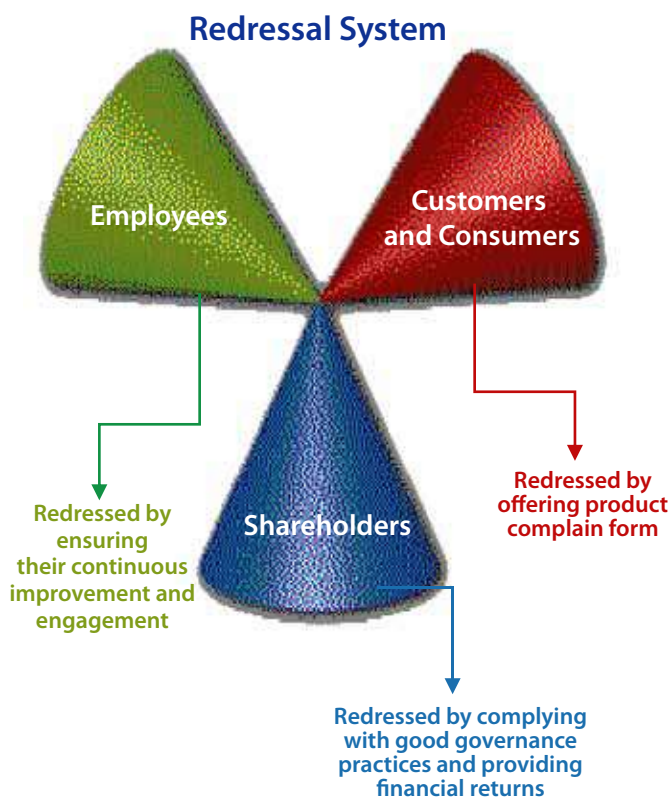 Redressal System
Employees
Customers
and Consumers
Shareholders
Redressed by
ensuring
their continuous
improvement and
engagement
Redressed by
offering product
complain form
Redressed by complying
with good governance
practices and providing
financial returns